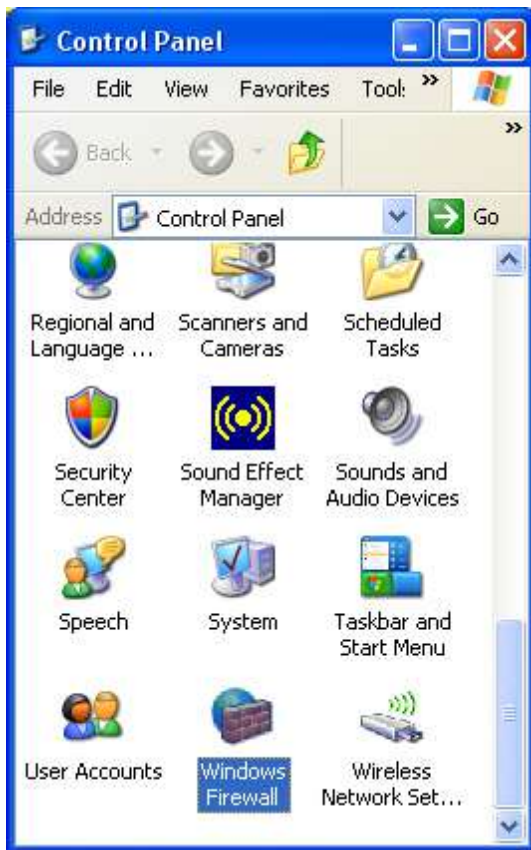 Control Panel
File Edit View Favorites Tool: »
Back »
Address Control Panel Go
Regional and Scanners and Scheduled
Language ... Cameras Tasks
Security Sound Effect Sounds and
Center Manager Audio Devices
Speech System Taskbar and
Start Menu
User Accounts Windows Wireless
Firewall Network Set...